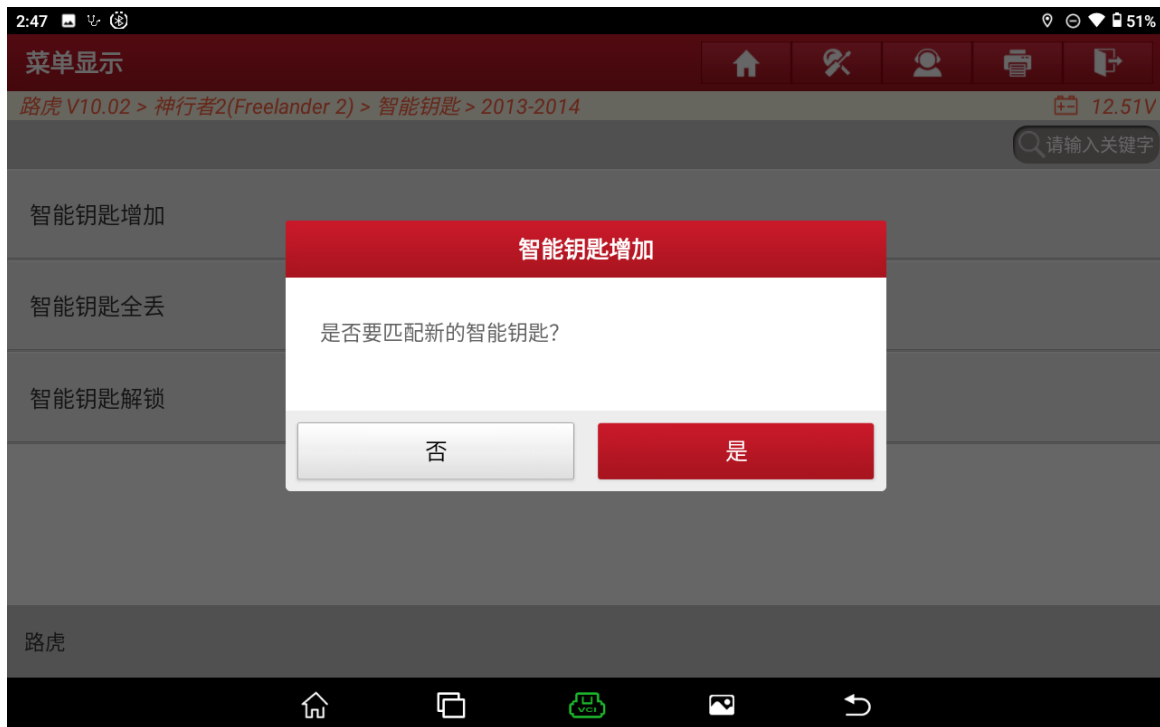 2:47
51%
菜单显示
路虎 V10.02 > 神行者2(Freelander 2) > 智能钥匙 > 2013-2014
12.51V
请输入关键字
智能钥匙增加
智能钥匙增加
智能钥匙全丢
是否要匹配新的智能钥匙？
智能钥匙解锁
否
是
路虎
VCI